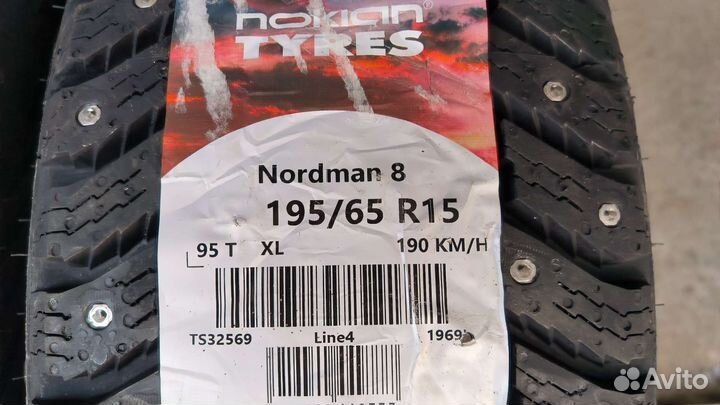 nokian®
TYRES
Nordman 8
195/65 R15
95 T XL 190 KM/H
TS32569 Line4
Avito